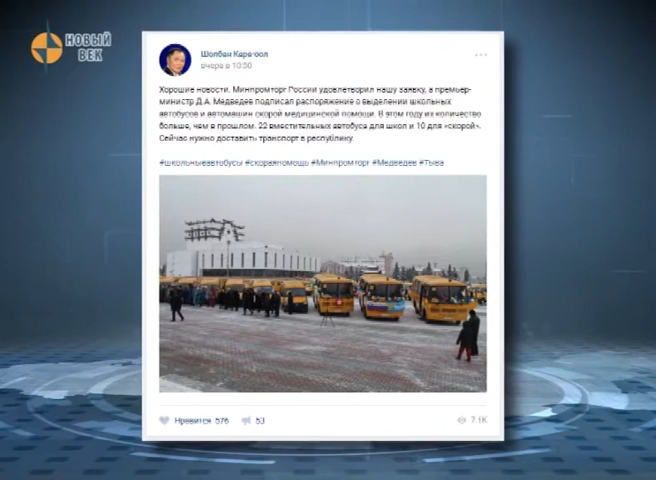 НОВЫЙ
ВЕК
Шолбан Кара-оол
вчера в 10:30
Хорошие новости. Минпромторг России удовлетворил нашу заявку, а премьер-
министр Д.А. Медведев подписал распоряжение о выделении школьных
автобусов и автомашин скорой медицинской помощи. В этом году их количество
больше, чем в прошлом. 22 вместительных автобуса для школ и 10 для «скорой».
Сейчас нужно доставить транспорт в республику.
#школьныеавтобусы #скораяпомощь #Минпромторг #Медведев #Тыва
Нравится 576 53 7.1K